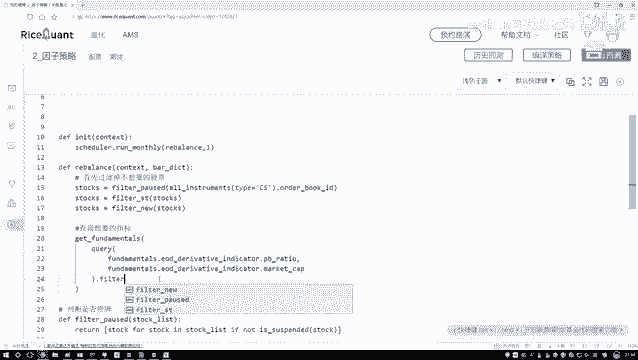 RiceQuant 量化 AMS 预约路演 帮助文档 社区
2_因子策略 股票 期货 历史回测 编译策略
浅色主题 默认快捷键
6
7
8
9
10 def init(context):
11 scheduler.run_monthly(rebalance,1)
12
13 def rebalance(context, bar_dict):
14 # 首先过滤掉不想要的股票
15 stocks = filter_paused(all_instruments(type='CS').order_book_id)
16 stocks = filter_st(stocks)
17 stocks = filter_new(stocks)
18
19 #查询想要的指标
20 get_fundamentals(
21 query(
22 fundamentals.eod_derivative_indicator.pb_ratio,
23 fundamentals.eod_derivative_indicator.market_cap
24 ).filter
25 )
filter_new
filter_paused
filter_st
26
27 # 判断是否停牌
28 def filter_paused(stock_list):
29 return [stock for stock in stock_list if not is_suspended(stock)]